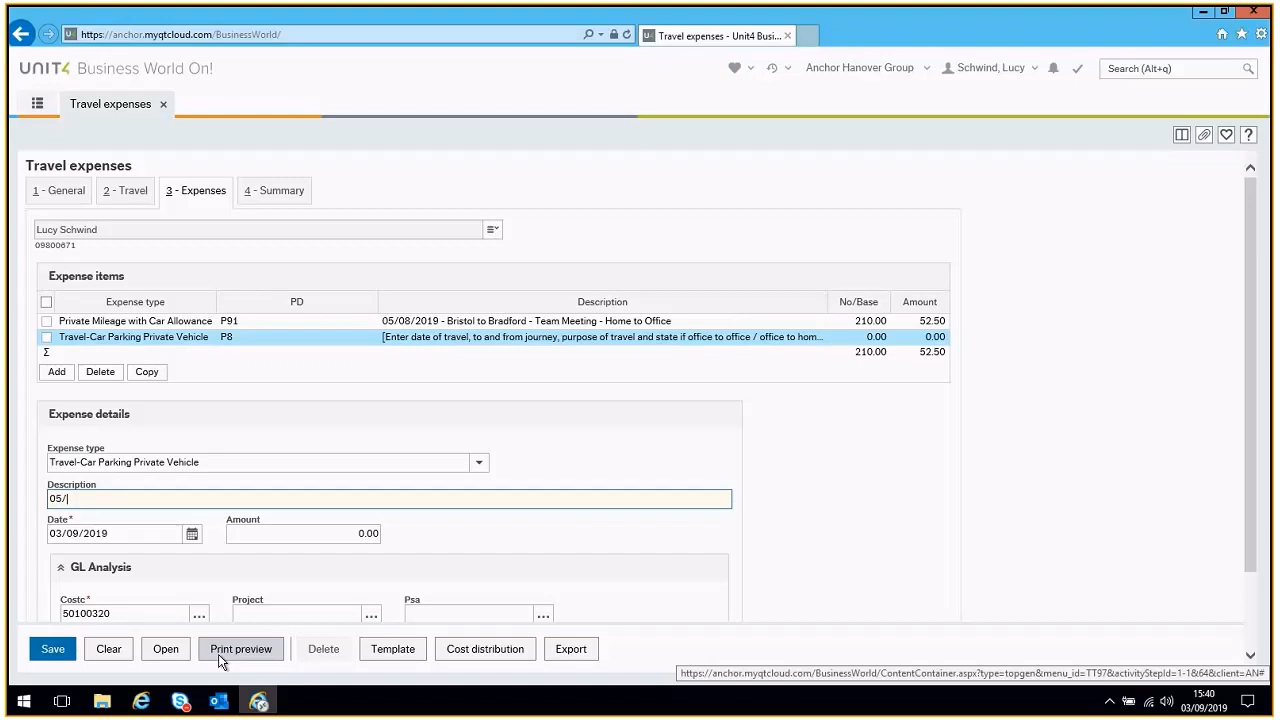 https://anchor.myqtcloud.com/BusinessWorld/
Travel expenses - Unit4 Busi...
UNIT4 Business World On!
Anchor Hanover Group
Schwind, Lucy
Search (Alt+q)
Travel expenses
Travel expenses
1 - General
2 - Travel
3 - Expenses
4 - Summary
Lucy Schwind
09800671
Expense items
Expense type PD Description No/Base Amount
Private Mileage with Car Allowance P91 05/08/2019 - Bristol to Bradford - Team Meeting - Home to Office 210.00 52.50
Travel-Car Parking Private Vehicle P8 [Enter date of travel, to and from journey, purpose of travel and state if office to office / office to hom... 0.00 0.00
Σ 210.00 52.50
Add Delete Copy
Expense details
Expense type
Travel-Car Parking Private Vehicle
Description
05/
Date* Amount
03/09/2019 0.00
GL Analysis
Costc* Project Psa
50100320 ... ... ...
Save Clear Open Print preview Delete Template Cost distribution Export
https://anchor.myqtcloud.com/BusinessWorld/ContentContainer.aspx?type=topgen&menu_id=TT97&activityStepId=1-1&64&client=AN#
15:40
03/09/2019